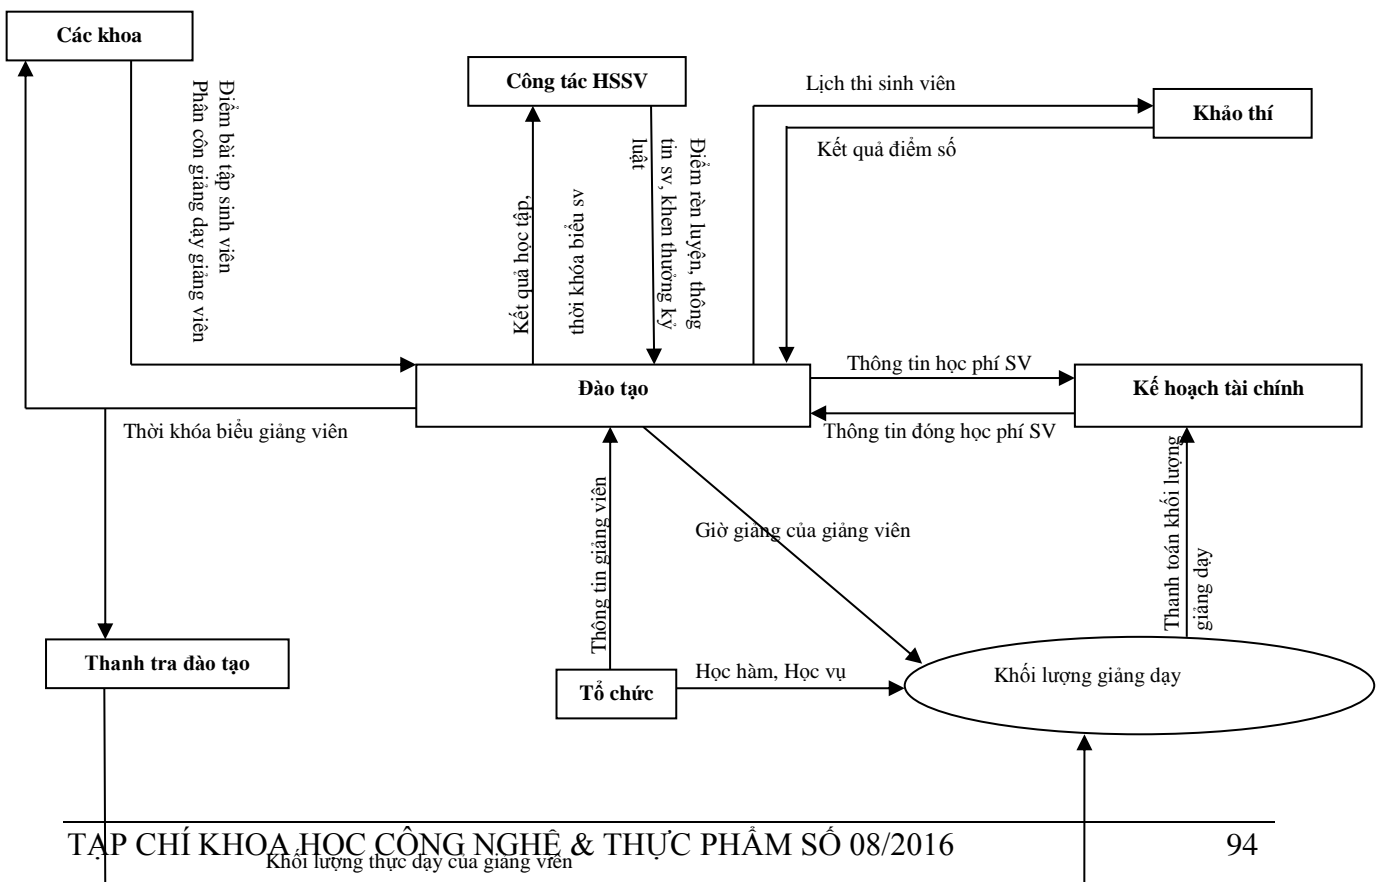 Các khoa
Công tác HSSV
Lịch thi sinh viên
Khảo thí
Kết quả điểm số
Điểm bài tập sinh viên
Phân côn giảng dạy giảng viên
Kết quả học tập,
thời khóa biểu sv
Điểm rèn luyện, thông
tin sv, khen thưởng kỷ
luật
Đào tạo
Thông tin học phí SV
Kế hoạch tài chính
Thời khóa biểu giảng viên
Thông tin đóng học phí SV
Thông tin giảng viên
Giờ giảng của giảng viên
Thanh toán khối lượng
giảng dạy
Thanh tra đào tạo
Tổ chức
Học hàm, Học vụ
Khối lượng giảng dạy
TẠP CHÍ KHOA HỌC CÔNG NGHỆ & THỰC PHẨM SỐ 08/2016 94
Khối lượng thực dạy của giảng viên